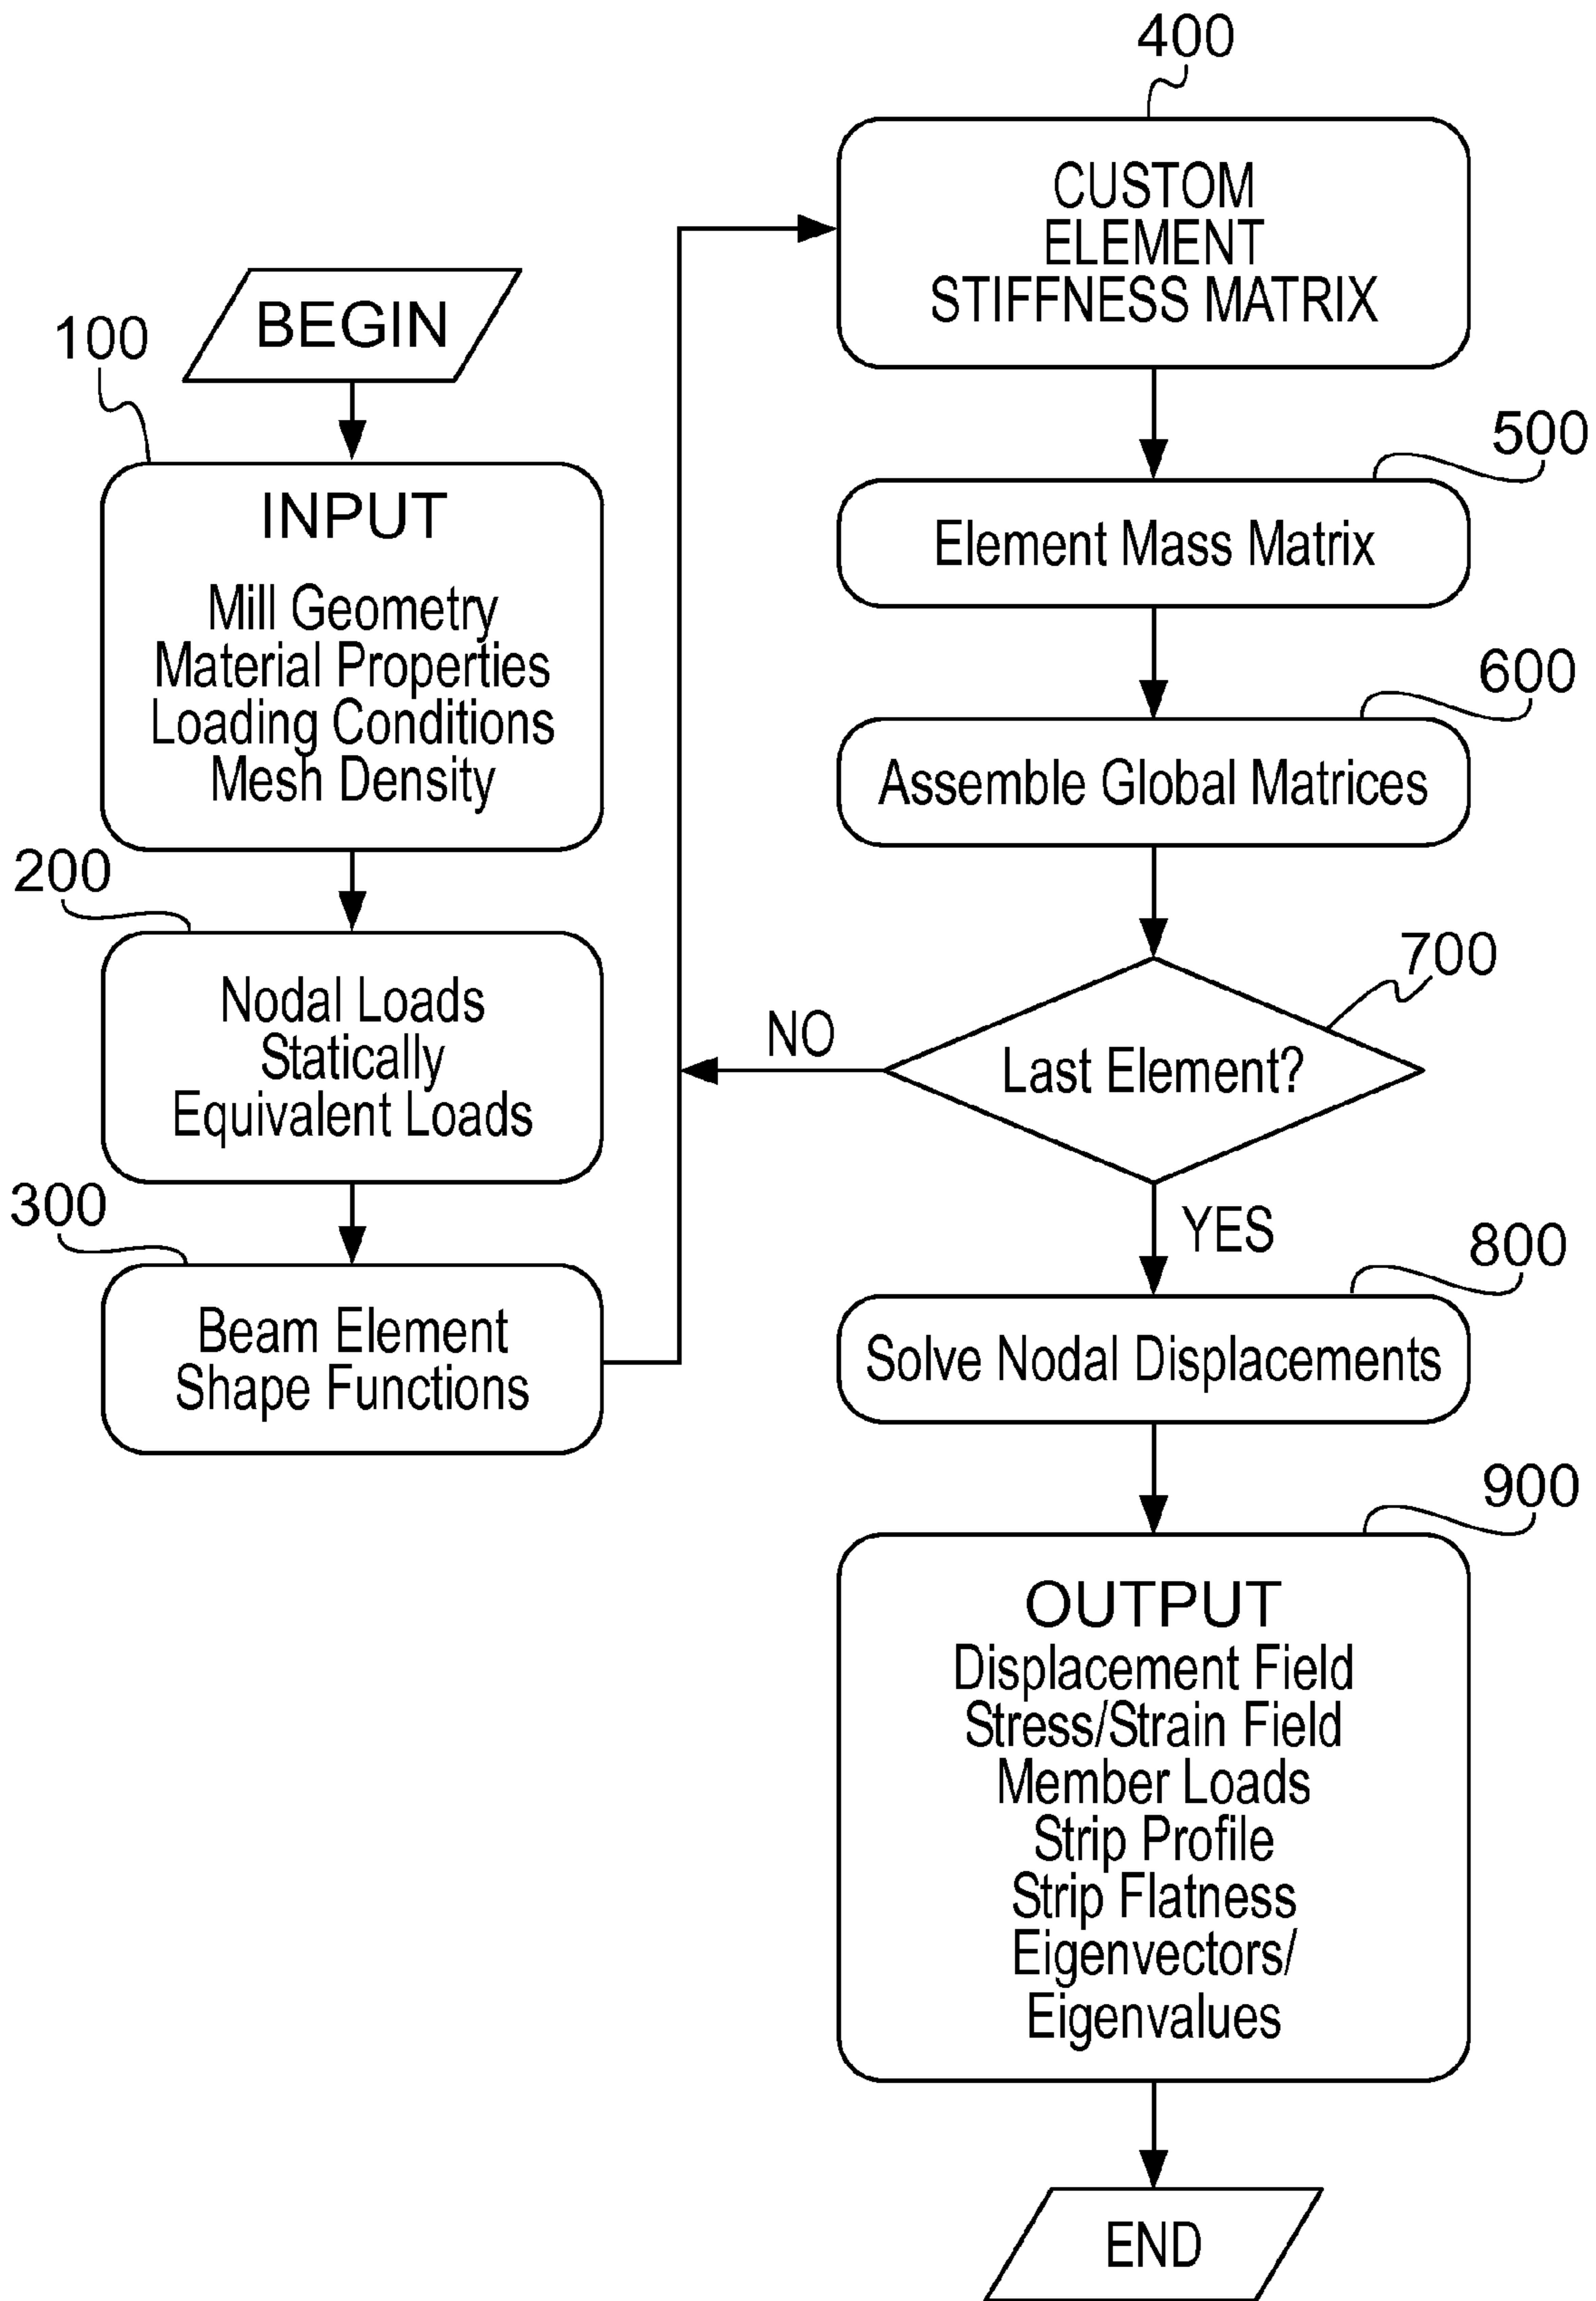 BEGIN
100
INPUT
Mill Geometry
Material Properties
Loading Conditions
Mesh Density
200
Nodal Loads
Statically
Equivalent Loads
300
Beam Element
Shape Functions
400
CUSTOM
ELEMENT
STIFFNESS MATRIX
500
Element Mass Matrix
600
Assemble Global Matrices
700
Last Element?
NO
YES
800
Solve Nodal Displacements
900
OUTPUT
Displacement Field
Stress/Strain Field
Member Loads
Strip Profile
Strip Flatness
Eigenvectors/
Eigenvalues
END